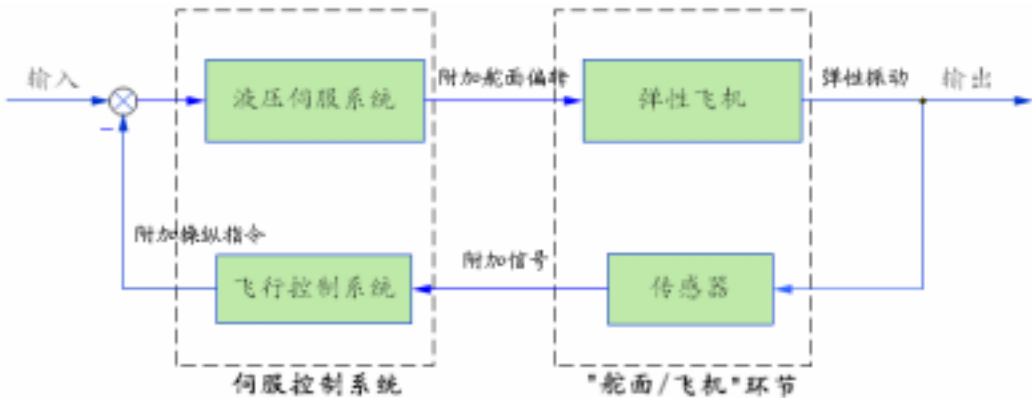 输入
液压伺服系统
附加舵面偏转
弹性飞机
弹性振动
输出
−
附加操纵指令
飞行控制系统
附加信号
传感器
伺服控制系统
"舵面/飞机"环节